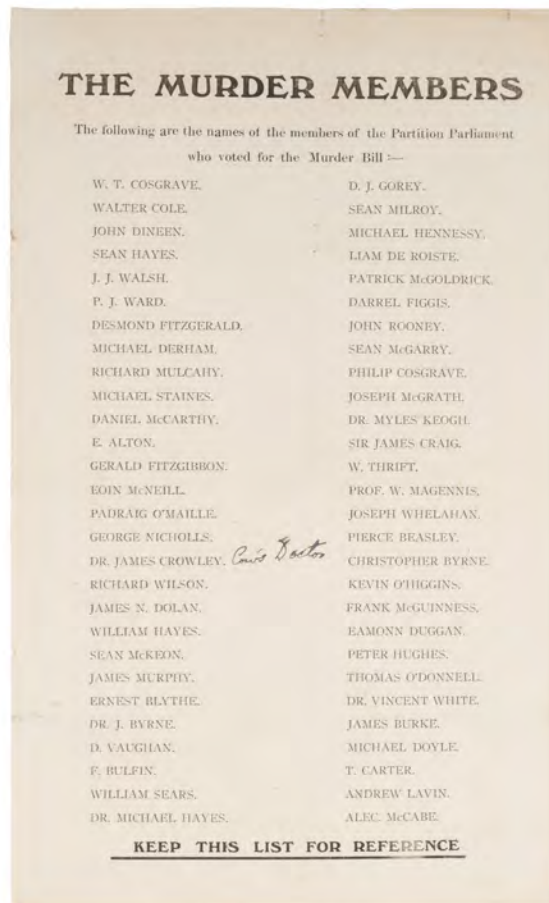 THE MURDER MEMBERS
The following are the names of the members of the Partition Parliament
who voted for the Murder Bill :—
W. T. COSGRAVE.
WALTER COLE.
JOHN DINEEN.
SEAN HAYES.
J. J. WALSH.
P. J. WARD.
DESMOND FITZGERALD.
MICHAEL DERHAM.
RICHARD MULCAHY.
MICHAEL STAINES.
DANIEL McCARTHY.
E. ALTON.
GERALD FITZGIBBON.
EOIN McNEILL.
PADRAIG O'MAILLE.
GEORGE NICHOLLS.
DR. JAMES CROWLEY. Cow's Doctor
RICHARD WILSON.
JAMES N. DOLAN.
WILLIAM HAYES.
SEAN McKEON.
JAMES MURPHY.
ERNEST BLYTHE.
DR. J. BYRNE.
D. VAUGHAN.
F. BULFIN.
WILLIAM SEARS.
DR. MICHAEL HAYES.
D. J. GOREY.
SEAN MILROY.
MICHAEL HENNESSY.
LIAM DE ROISTE.
PATRICK McGOLDRICK.
DARREL FIGGIS.
JOHN ROONEY.
SEAN McGARRY.
PHILIP COSGRAVE.
JOSEPH McGRATH.
DR. MYLES KEOGH.
SIR JAMES CRAIG.
W. THRIFT.
PROF. W. MAGENNIS.
JOSEPH WHELAHAN.
PIERCE BEASLEY.
CHRISTOPHER BYRNE.
KEVIN O'HIGGINS.
FRANK McGUINNESS.
EAMONN DUGGAN.
PETER HUGHES.
THOMAS O'DONNELL.
DR. VINCENT WHITE.
JAMES BURKE.
MICHAEL DOYLE.
T. CARTER.
ANDREW LAVIN.
ALEC. McCABE.
KEEP THIS LIST FOR REFERENCE